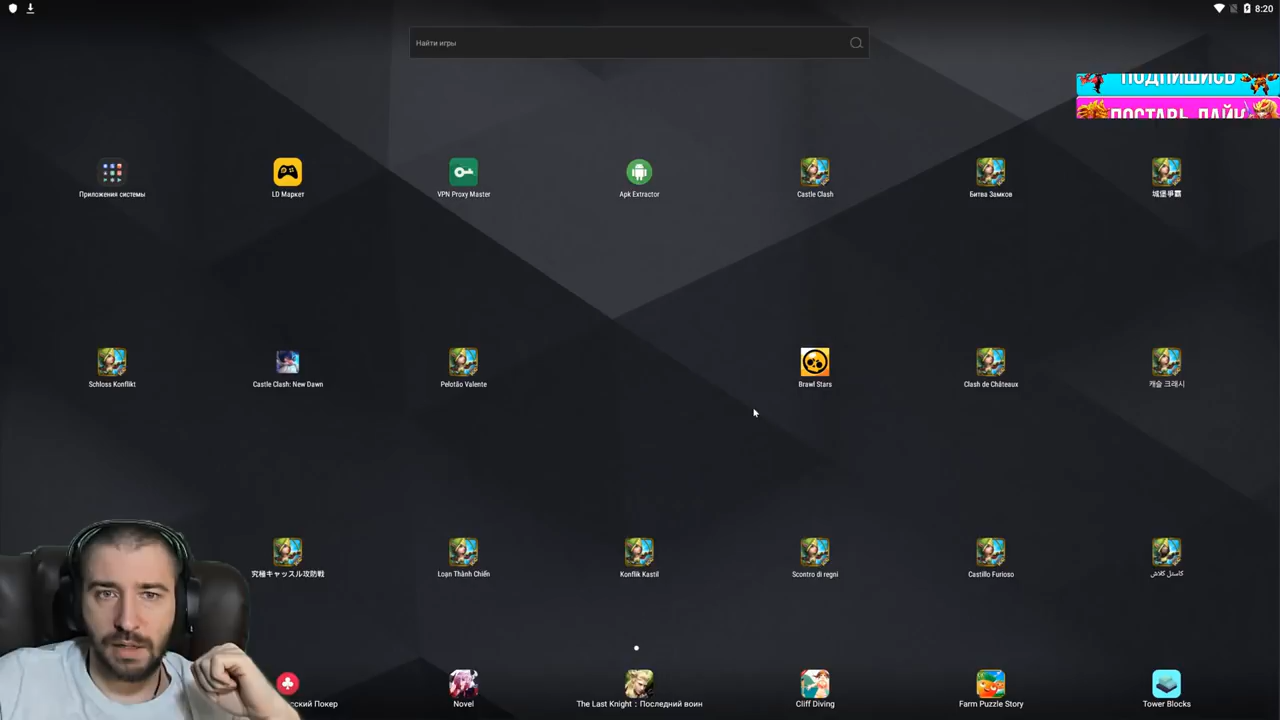 8:20
Найти игры
ПОДПИШИСЬ
ПОСТАВЬ ЛАЙК
Приложения системы
LD Маркет
VPN Proxy Master
Apk Extractor
Castle Clash
Битва Замков
城堡爭霸
Schloss Konflikt
Castle Clash: New Dawn
Pelotão Valente
Brawl Stars
Clash de Châteaux
캐슬 크래시
究極キャッスル攻防戦
Loạn Thành Chiến
Konflik Kastil
Scontro di regni
Castillo Furioso
كاسل كلاش
Покер
Novel
The Last Knight：Последний воин
Cliff Diving
Farm Puzzle Story
Tower Blocks